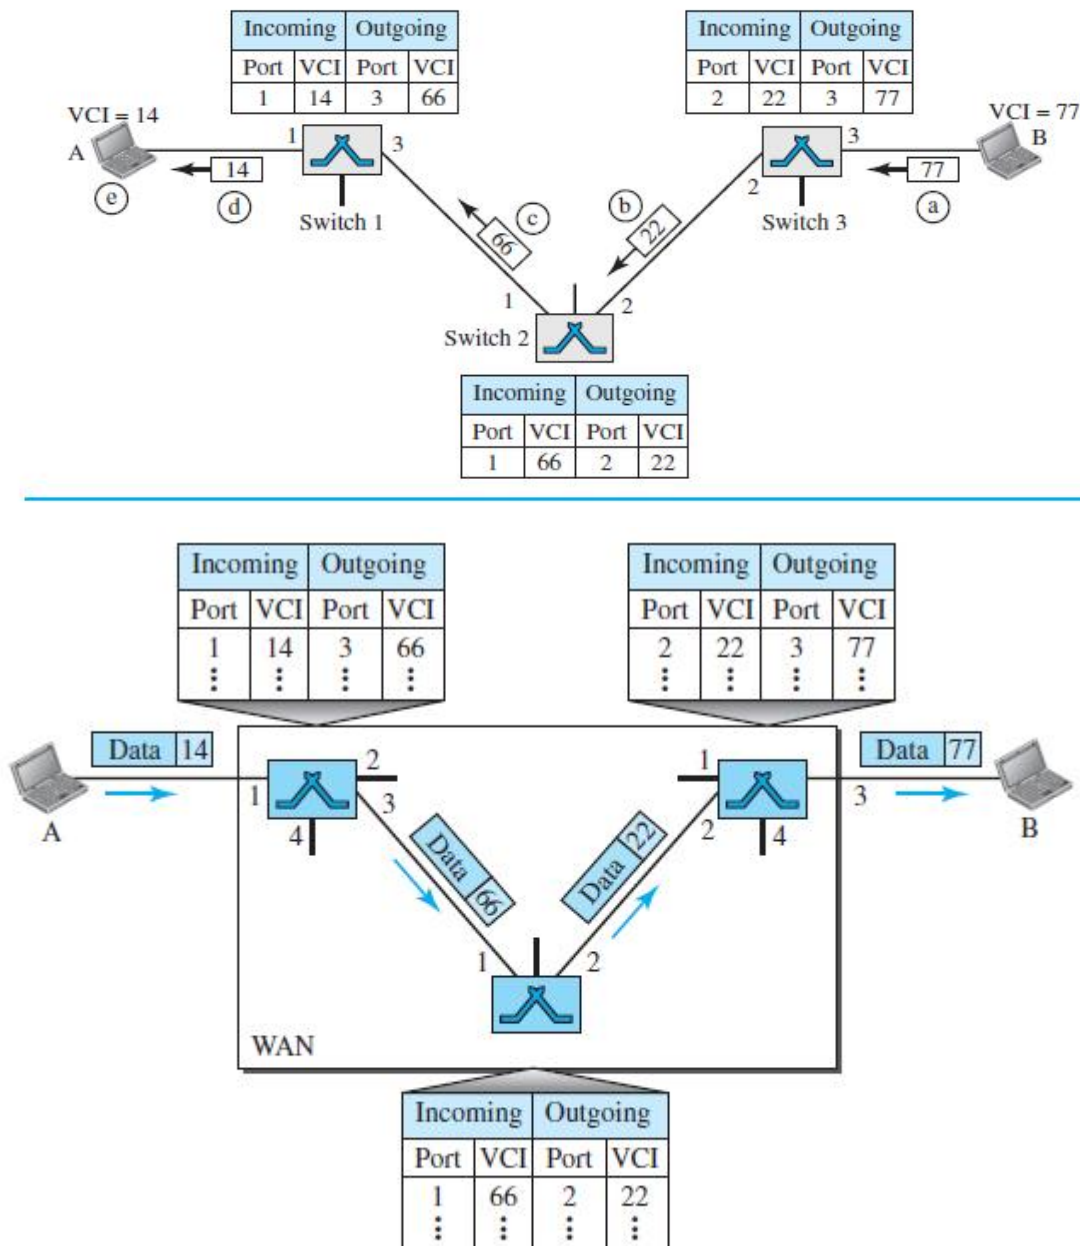 Incoming Outgoing
Port VCI Port VCI
1 14 3 66
Incoming Outgoing
Port VCI Port VCI
2 22 3 77
VCI = 14
A
1
3
14
e
d
Switch 1
VCI = 77
B
3
2
77
a
Switch 3
c
66
b
22
1
2
Switch 2
Incoming Outgoing
Port VCI Port VCI
1 66 2 22
Incoming Outgoing
Port VCI Port VCI
1 14 3 66
Incoming Outgoing
Port VCI Port VCI
2 22 3 77
Data 14
A
1
2
3
4
Data 66
Data 22
1
2
4
3
Data 77
B
1
2
WAN
Incoming Outgoing
Port VCI Port VCI
1 66 2 22